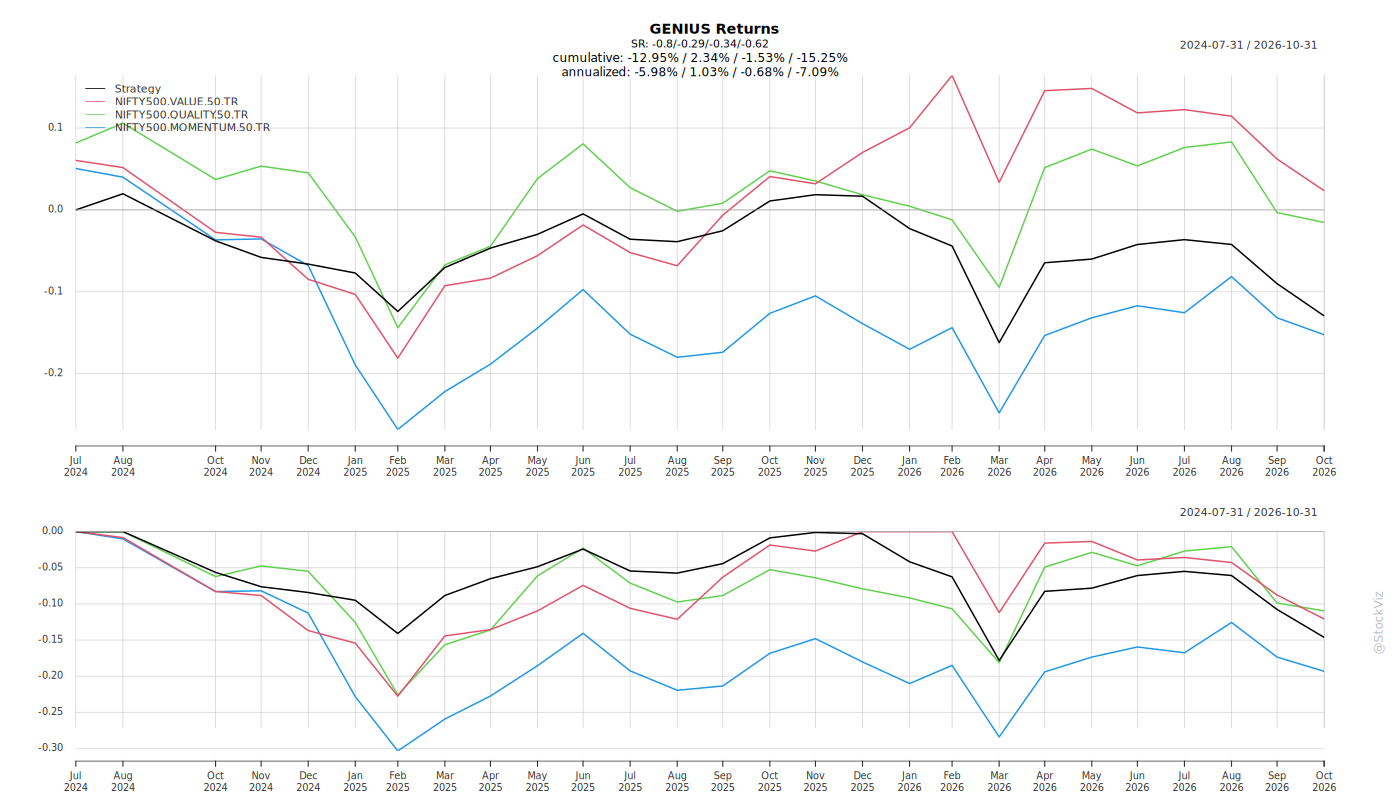 GENIUS Returns
SR: -0.8/-0.29/-0.34/-0.62
cumulative: -12.95% / 2.34% / -1.53% / -15.25%
annualized: -5.98% / 1.03% / -0.68% / -7.09%
2024-07-31 / 2026-10-31
Strategy
NIFTY500.VALUE.50.TR
NIFTY500.QUALITY.50.TR
NIFTY500.MOMENTUM.50.TR
0.1
0.0
-0.1
-0.2
Jul Aug Oct Nov Dec Jan Feb Mar Apr May Jun Jul Aug Sep Oct Nov Dec Jan Feb Mar Apr May Jun Jul Aug Sep Oct
2024 2024 2024 2024 2024 2025 2025 2025 2025 2025 2025 2025 2025 2025 2025 2025 2025 2026 2026 2026 2026 2026 2026 2026 2026 2026 2026
2024-07-31 / 2026-10-31
0.00
-0.05
-0.10
-0.15
-0.20
-0.25
-0.30
Jul Aug Oct Nov Dec Jan Feb Mar Apr May Jun Jul Aug Sep Oct Nov Dec Jan Feb Mar Apr May Jun Jul Aug Sep Oct
2024 2024 2024 2024 2024 2025 2025 2025 2025 2025 2025 2025 2025 2025 2025 2025 2025 2026 2026 2026 2026 2026 2026 2026 2026 2026 2026
@StockViz